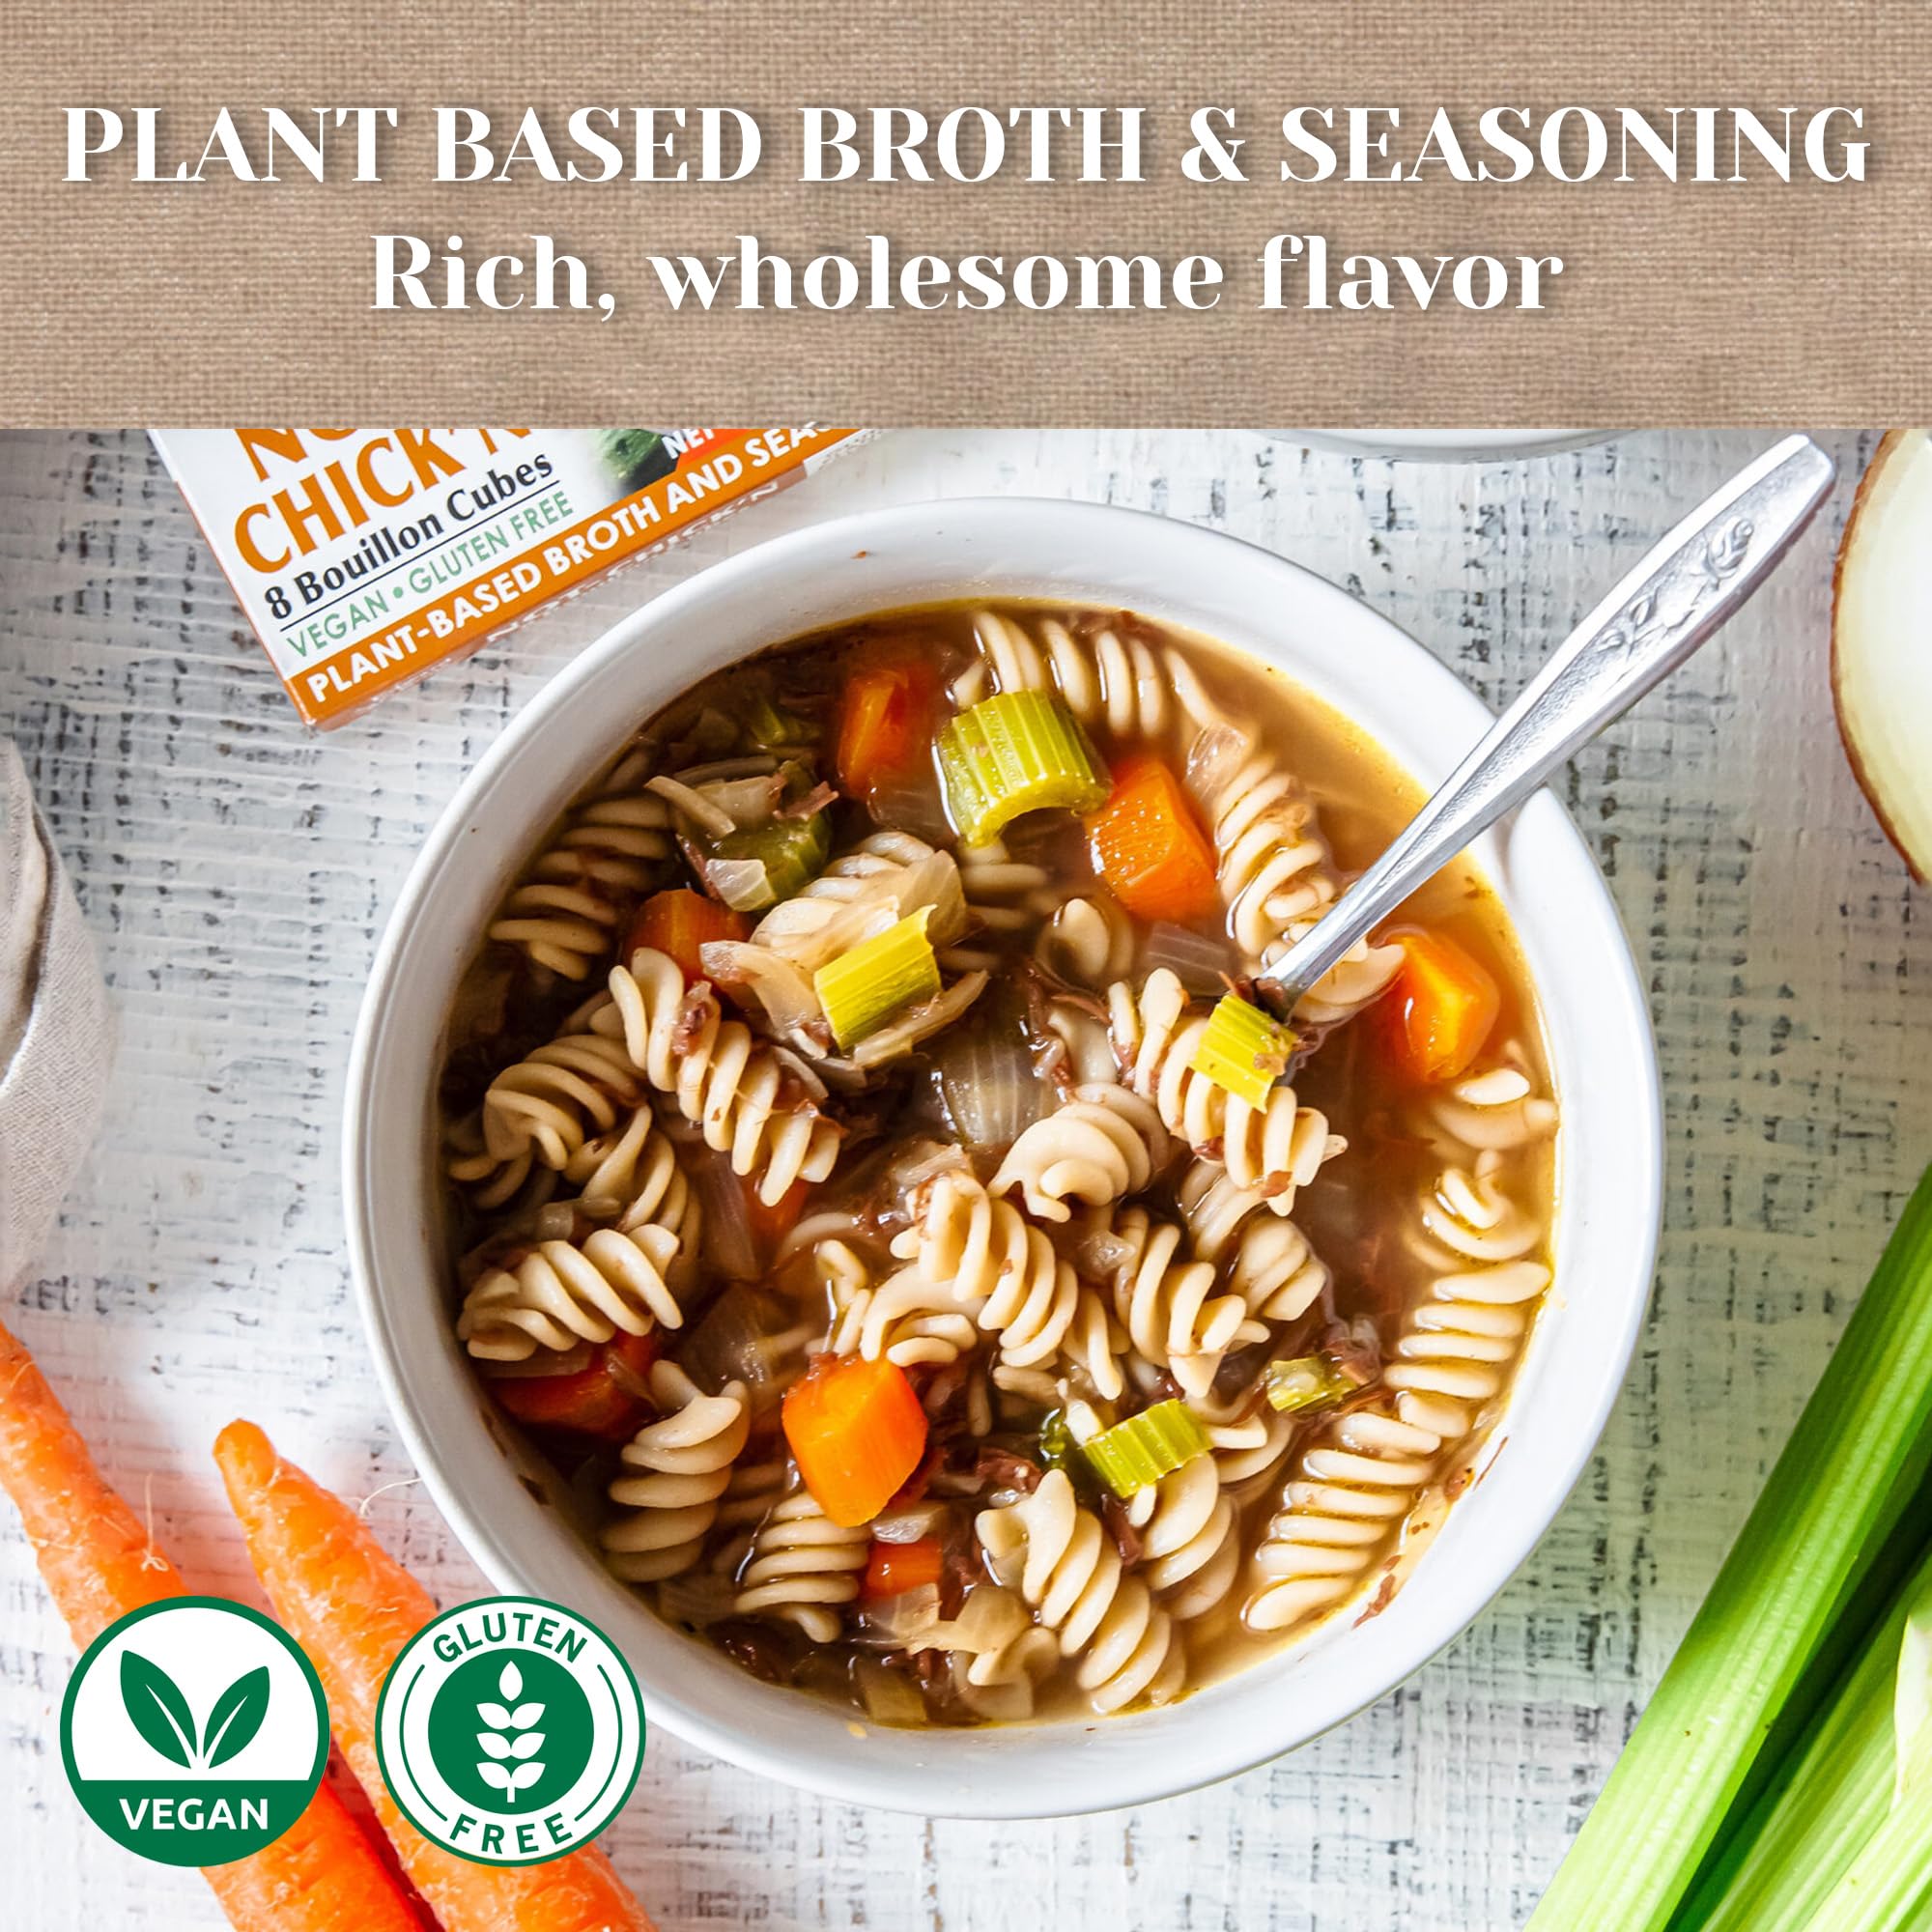 PLANT BASED BROTH & SEASONING
Rich, wholesome flavor
CHICK'N
8 Bouillon Cubes
VEGAN • GLUTEN FREE
PLANT-BASED BROTH AND
VEGAN
GLUTEN
FREE